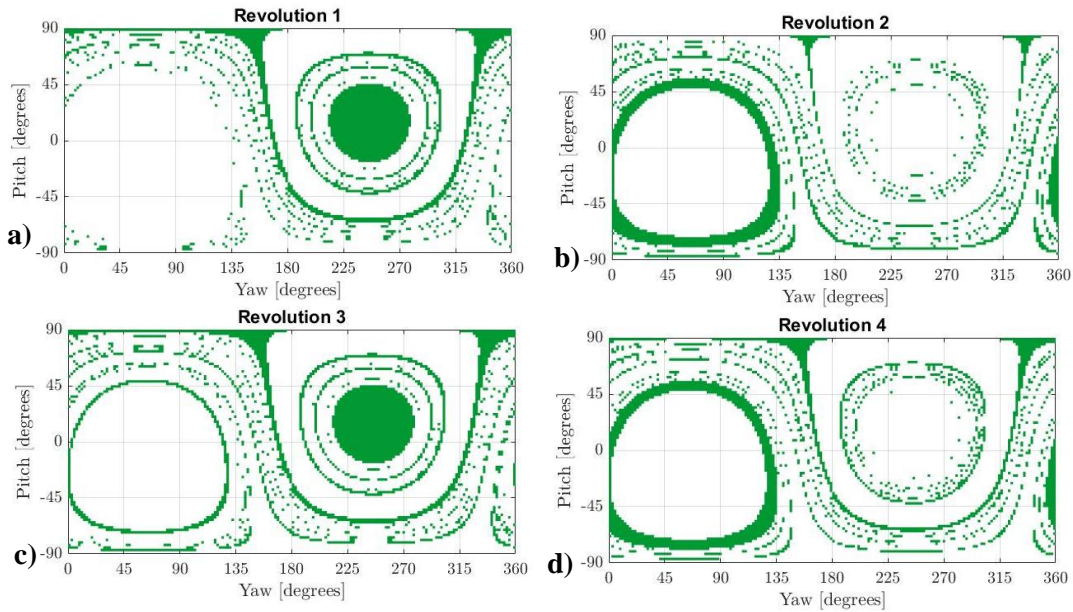 Revolution 1
90
45
0
-45
-90
Pitch [degrees]
a)
0 45 90 135 180 225 270 315 360
Yaw [degrees]
Revolution 2
90
45
0
-45
-90
Pitch [degrees]
b)
0 45 90 135 180 225 270 315 360
Yaw [degrees]
Revolution 3
90
45
0
-45
-90
Pitch [degrees]
c)
0 45 90 135 180 225 270 315 360
Yaw [degrees]
Revolution 4
90
45
0
-45
-90
Pitch [degrees]
d)
0 45 90 135 180 225 270 315 360
Yaw [degrees]